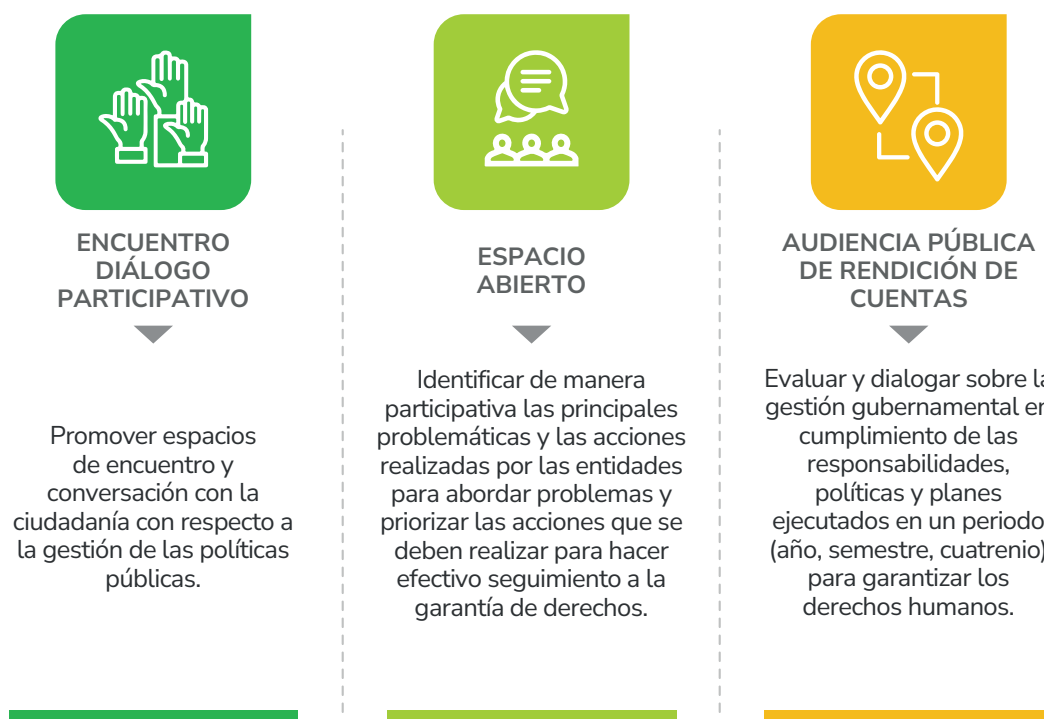 ENCUENTRO
DIÁLOGO
PARTICIPATIVO
Promover espacios
de encuentro y
conversación con la
ciudadanía con respecto a
la gestión de las políticas
públicas.
ESPACIO
ABIERTO
Identificar de manera
participativa las principales
problemáticas y las acciones
realizadas por las entidades
para abordar problemas y
priorizar las acciones que se
deben realizar para hacer
efectivo seguimiento a la
garantía de derechos.
AUDIENCIA PÚBLICA
DE RENDICIÓN DE
CUENTAS
Evaluar y dialogar sobre la
gestión gubernamental en
cumplimiento de las
responsabilidades,
políticas y planes
ejecutados en un periodo
(año, semestre, cuatrenio)
para garantizar los
derechos humanos.